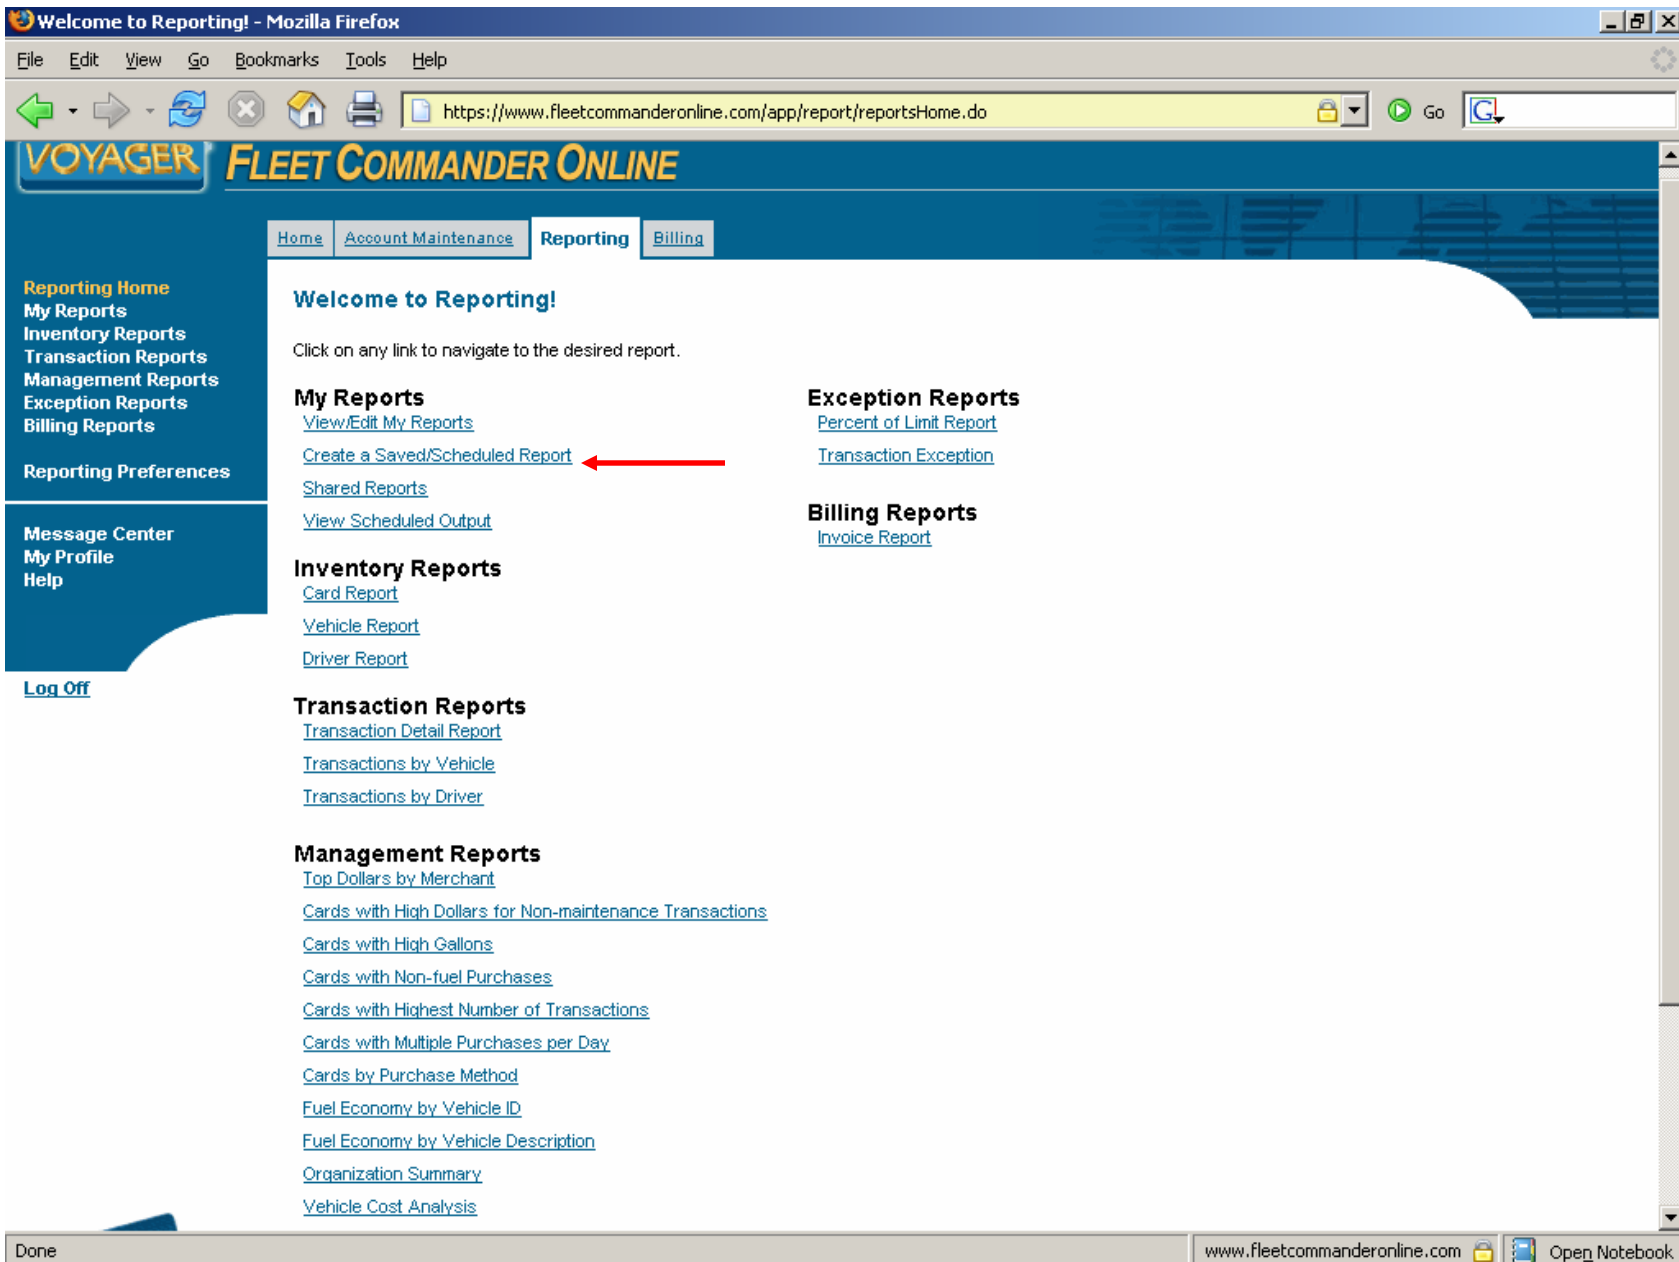 Welcome to Reporting! - Mozilla Firefox
File Edit View Go Bookmarks Tools Help
https://www.fleetcommanderonline.com/app/report/reportsHome.do Go G
VOYAGER FLEET COMMANDER ONLINE
Home Account Maintenance Reporting Billing
Reporting Home
My Reports
Inventory Reports
Transaction Reports
Management Reports
Exception Reports
Billing Reports
Reporting Preferences
Message Center
My Profile
Help
Log Off
Welcome to Reporting!
Click on any link to navigate to the desired report.
My Reports
View/Edit My Reports
Create a Saved/Scheduled Report
Shared Reports
View Scheduled Output
Inventory Reports
Card Report
Vehicle Report
Driver Report
Transaction Reports
Transaction Detail Report
Transactions by Vehicle
Transactions by Driver
Management Reports
Top Dollars by Merchant
Cards with High Dollars for Non-maintenance Transactions
Cards with High Gallons
Cards with Non-fuel Purchases
Cards with Highest Number of Transactions
Cards with Multiple Purchases per Day
Cards by Purchase Method
Fuel Economy by Vehicle ID
Fuel Economy by Vehicle Description
Organization Summary
Vehicle Cost Analysis
Exception Reports
Percent of Limit Report
Transaction Exception
Billing Reports
Invoice Report
Done www.fleetcommanderonline.com Open Notebook